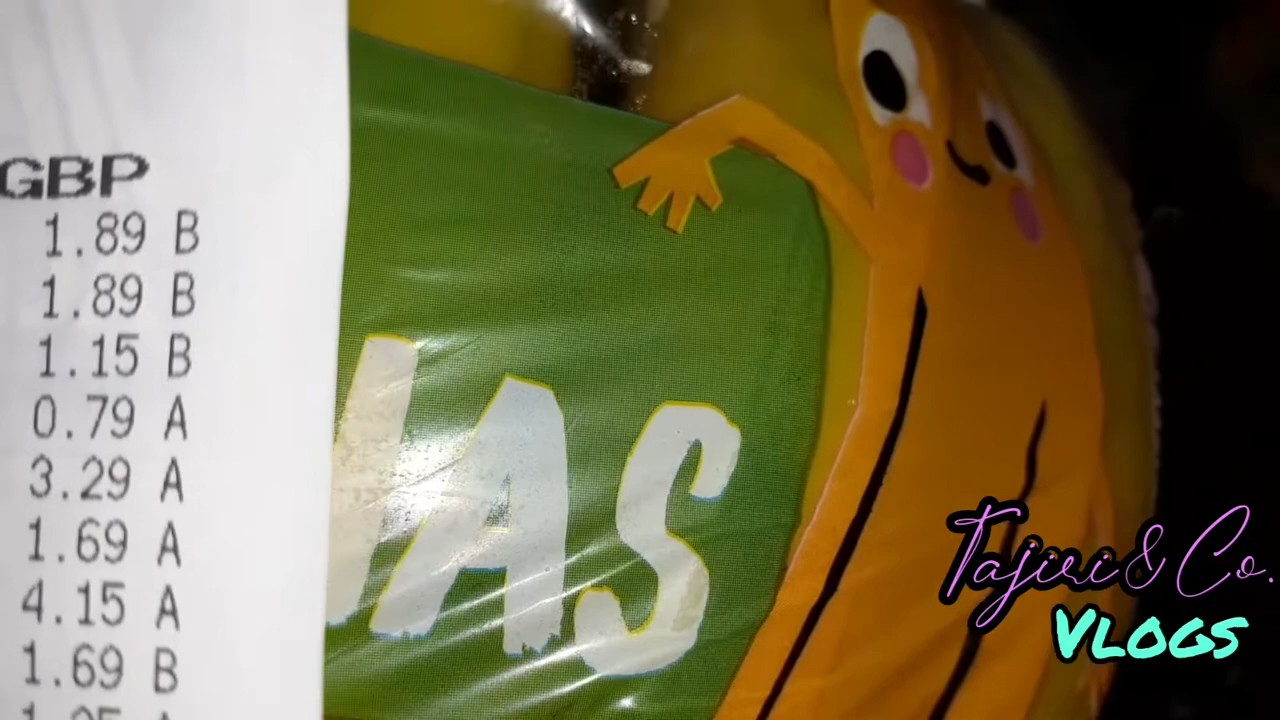 GBP
1.89 B
1.89 B
1.15 B
0.79 A
3.29 A
1.69 A
4.15 A
1.69 B
NAS
Tajiri & Co.
VLOGS